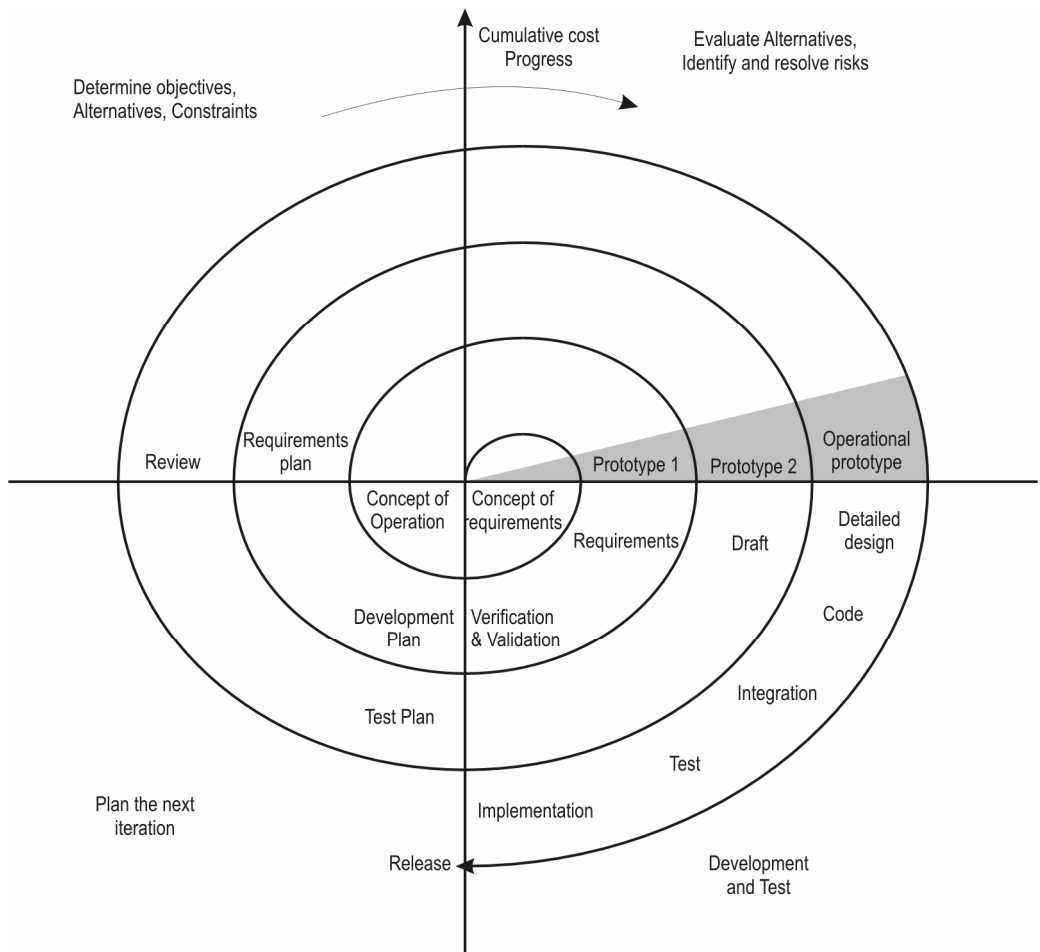 Cumulative cost
Progress
Evaluate Alternatives,
Identify and resolve risks
Determine objectives,
Alternatives, Constraints
Review
Requirements
plan
Prototype 1
Prototype 2
Operational
prototype
Concept of
Operation
Concept of
requirements
Requirements
Draft
Detailed
design
Development
Plan
Verification
& Validation
Code
Test Plan
Integration
Test
Plan the next
iteration
Implementation
Release
Development
and Test